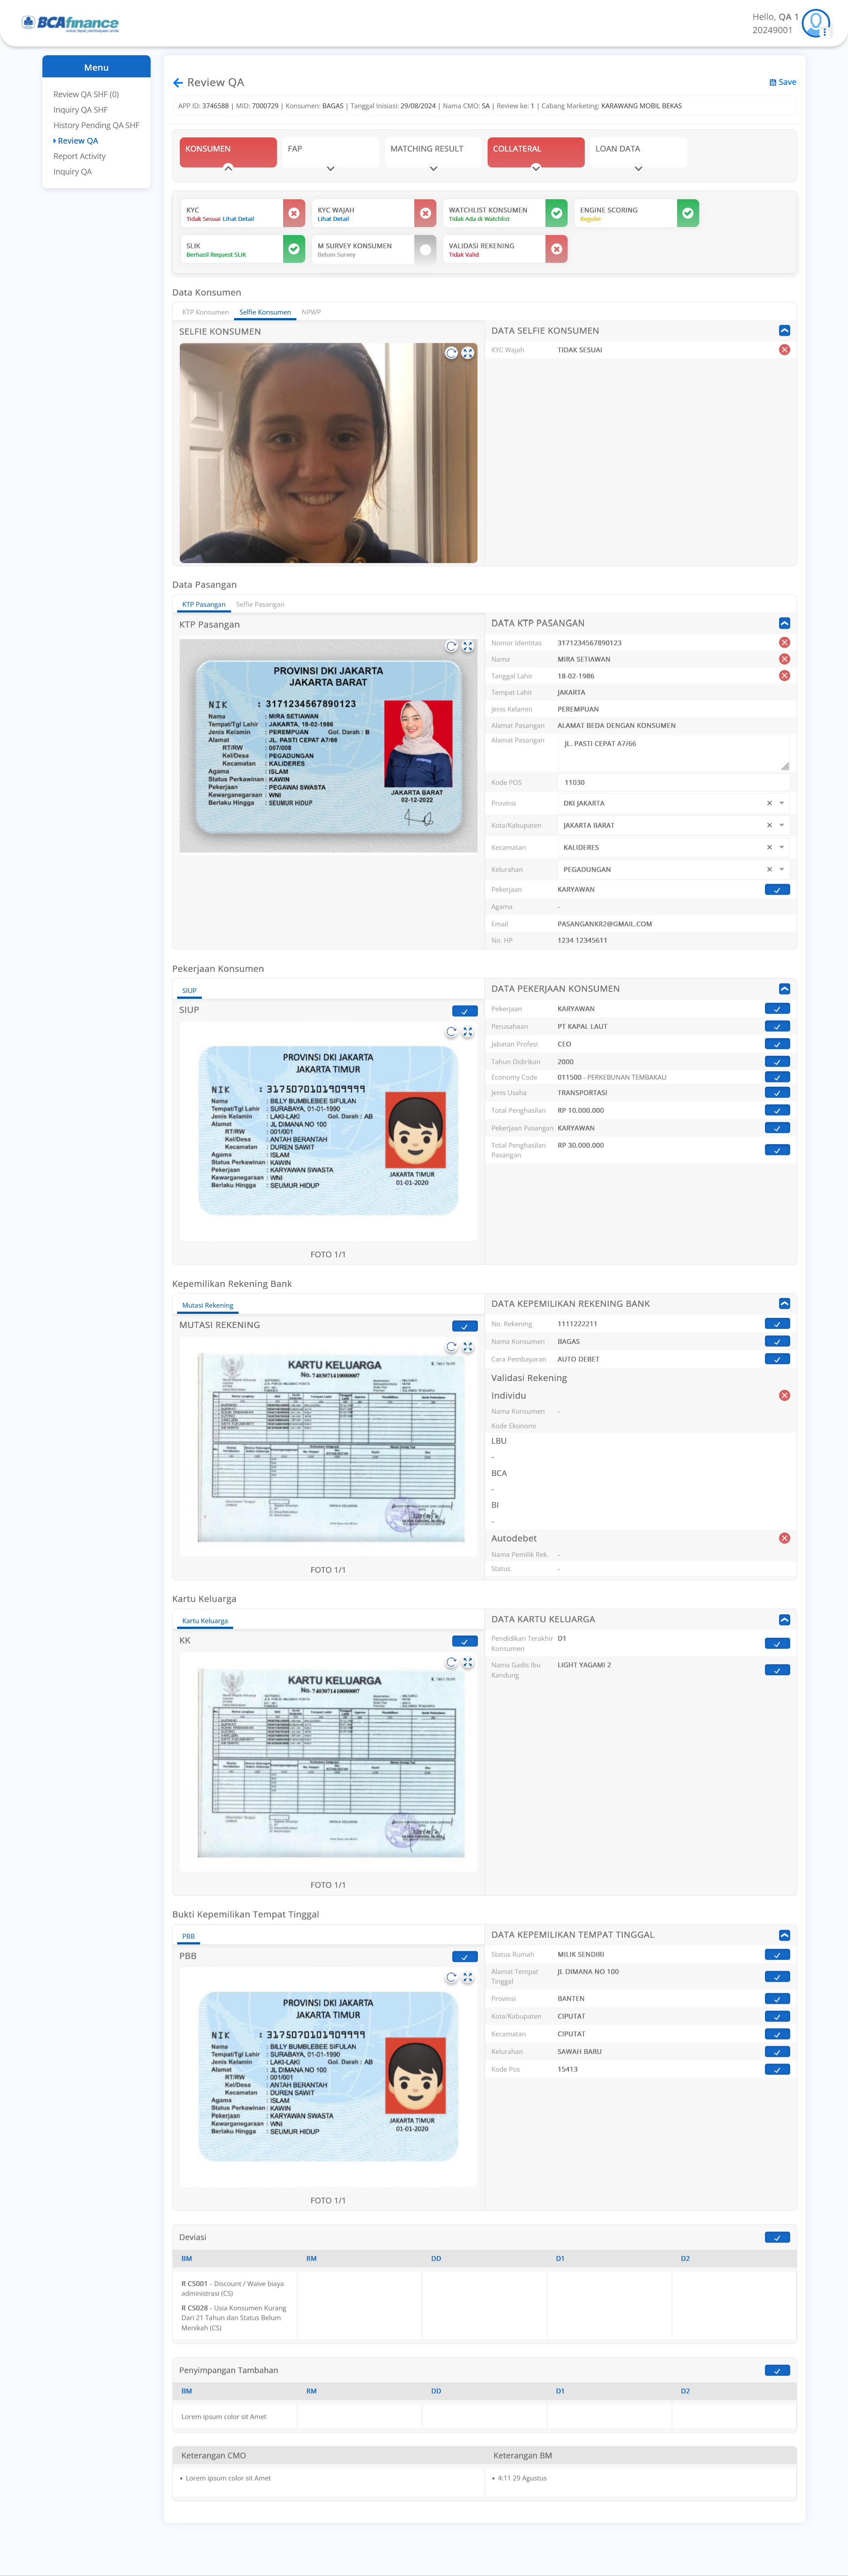 BCAfinance
solusi tepat pembiayaan anda
Hello, QA 1
20249001
Menu
Review QA SHF (0)
Inquiry QA SHF
History Pending QA SHF
Review QA
Report Activity
Inquiry QA
Review QA
Save
APP ID: 3746588 | MID: 7000729 | Konsumen: BAGAS | Tanggal Inisiasi: 29/08/2024 | Nama CMO: SA | Review ke: 1 | Cabang Marketing: KARAWANG MOBIL BEKAS
KONSUMEN
FAP
MATCHING RESULT
COLLATERAL
LOAN DATA
KYC
Tidak Sesuai Lihat Detail
KYC WAJAH
Lihat Detail
WATCHLIST KONSUMEN
Tidak Ada di Watchlist
ENGINE SCORING
Reguler
SLIK
Berhasil Request SLIK
M SURVEY KONSUMEN
Belum Survey
VALIDASI REKENING
Tidak Valid
Data Konsumen
KTP Konsumen Selfie Konsumen NPWP
SELFIE KONSUMEN
DATA SELFIE KONSUMEN
KYC Wajah TIDAK SESUAI
Data Pasangan
KTP Pasangan Selfie Pasangan
KTP Pasangan
PROVINSI DKI JAKARTA
JAKARTA BARAT
NIK : 3171234567890123
Nama : MIRA SETIAWAN
Tempat/Tgl Lahir : JAKARTA, 18-02-1986
Jenis Kelamin : PEREMPUAN Gol. Darah : B
Alamat : JL. PASTI CEPAT A7/66
RT/RW : 007/008
Kel/Desa : PEGADUNGAN
Kecamatan : KALIDERES
Agama : ISLAM
Status Perkawinan : KAWIN
Pekerjaan : PEGAWAI SWASTA
Kewarganegaraan : WNI
Berlaku Hingga : SEUMUR HIDUP
JAKARTA BARAT
02-12-2022
DATA KTP PASANGAN
Nomor Identitas 3171234567890123
Nama MIRA SETIAWAN
Tanggal Lahir 18-02-1986
Tempat Lahir JAKARTA
Jenis Kelamin PEREMPUAN
Alamat Pasangan ALAMAT BEDA DENGAN KONSUMEN
Alamat Pasangan JL. PASTI CEPAT A7/66
Kode POS 11030
Provinsi DKI JAKARTA
Kota/Kabupaten JAKARTA BARAT
Kecamatan KALIDERES
Kelurahan PEGADUNGAN
Pekerjaan KARYAWAN
Agama -
Email PASANGANKR2@GMAIL.COM
No. HP 1234 12345611
Pekerjaan Konsumen
SIUP
SIUP
PROVINSI DKI JAKARTA
JAKARTA TIMUR
NIK : 3175070101909999
Nama : BILLY BUMBLEBEE SIFULAN
Tempat/Tgl Lahir : SURABAYA, 01-01-1990
Jenis Kelamin : LAKI-LAKI Gol. Darah : AB
Alamat : JL DIMANA NO 100
RT/RW : 001/001
Kel/Desa : ANTAH BERANTAH
Kecamatan : DUREN SAWIT
Agama : ISLAM
Status Perkawinan : KAWIN
Pekerjaan : KARYAWAN SWASTA
Kewarganegaraan : WNI
Berlaku Hingga : SEUMUR HIDUP
JAKARTA TIMUR
01-01-2020
FOTO 1/1
DATA PEKERJAAN KONSUMEN
Pekerjaan KARYAWAN
Perusahaan PT KAPAL LAUT
Jabatan Profesi CEO
Tahun Didirikan 2000
Economy Code 011500 - PERKEBUNAN TEMBAKAU
Jenis Usaha TRANSPORTASI
Total Penghasilan RP 10.000.000
Pekerjaan Pasangan KARYAWAN
Total Penghasilan RP 30.000.000
Pasangan
Kepemilikan Rekening Bank
Mutasi Rekening
MUTASI REKENING
KARTU KELUARGA
No. 7403071410080007
FOTO 1/1
DATA KEPEMILIKAN REKENING BANK
No. Rekening 1111222211
Nama Konsumen BAGAS
Cara Pembayaran AUTO DEBET
Validasi Rekening
Individu
Nama Konsumen -
Kode Ekonomi
LBU
-
BCA
-
BI
-
Autodebet
Nama Pemilik Rek. -
Status -
Kartu Keluarga
Kartu Keluarga
KK
KARTU KELUARGA
No. 7403071410080007
FOTO 1/1
DATA KARTU KELUARGA
Pendidikan Terakhir D1
Konsumen
Nama Gadis Ibu LIGHT YAGAMI 2
Kandung
Bukti Kepemilikan Tempat Tinggal
PBB
PBB
PROVINSI DKI JAKARTA
JAKARTA TIMUR
NIK : 3175070101909999
Nama : BILLY BUMBLEBEE SIFULAN
Tempat/Tgl Lahir : SURABAYA, 01-01-1990
Jenis Kelamin : LAKI-LAKI Gol. Darah : AB
Alamat : JL DIMANA NO 100
RT/RW : 001/001
Kel/Desa : ANTAH BERANTAH
Kecamatan : DUREN SAWIT
Agama : ISLAM
Status Perkawinan : KAWIN
Pekerjaan : KARYAWAN SWASTA
Kewarganegaraan : WNI
Berlaku Hingga : SEUMUR HIDUP
JAKARTA TIMUR
01-01-2020
FOTO 1/1
DATA KEPEMILIKAN TEMPAT TINGGAL
Status Rumah MILIK SENDIRI
Alamat Tempat JL DIMANA NO 100
Tinggal
Provinsi BANTEN
Kota/Kabupaten CIPUTAT
Kecamatan CIPUTAT
Kelurahan SAWAH BARU
Kode Pos 15413
Deviasi
BM RM DD D1 D2
R CS001 - Discount / Waive biaya
administrasi (CS)
R CS028 - Usia Konsumen Kurang
Dari 21 Tahun dan Status Belum
Menikah (CS)
Penyimpangan Tambahan
BM RM DD D1 D2
Lorem ipsum color sit Amet
Keterangan CMO Keterangan BM
• Lorem ipsum color sit Amet
• 4:11 29 Agustus